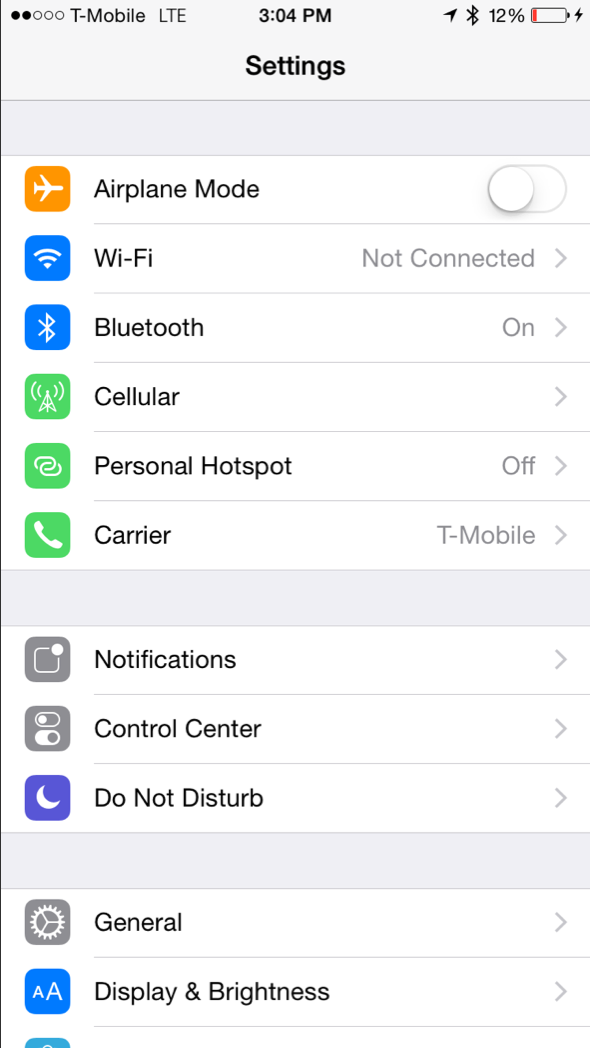 T-Mobile LTE 3:04 PM 12%
Settings
Airplane Mode
Wi-Fi Not Connected
Bluetooth On
Cellular
Personal Hotspot Off
Carrier T-Mobile
Notifications
Control Center
Do Not Disturb
General
AA Display & Brightness